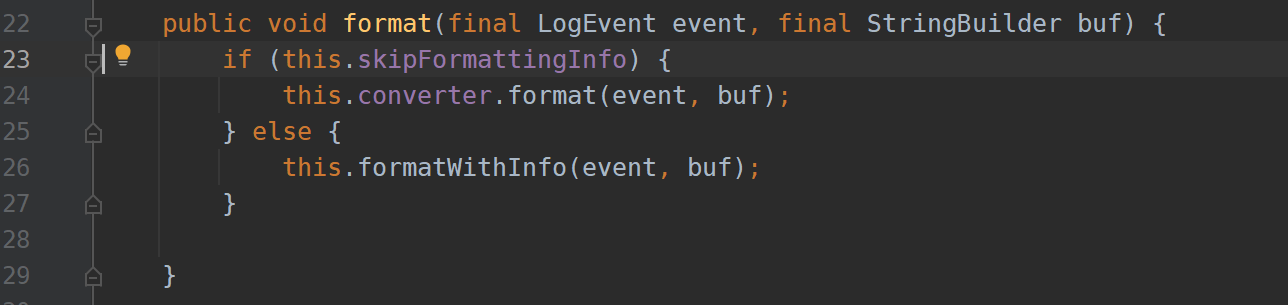 22 public void format(final LogEvent event, final StringBuilder buf) {
23 if (this.skipFormattingInfo) {
24 this.converter.format(event, buf);
25 } else {
26 this.formatWithInfo(event, buf);
27 }
28
29 }